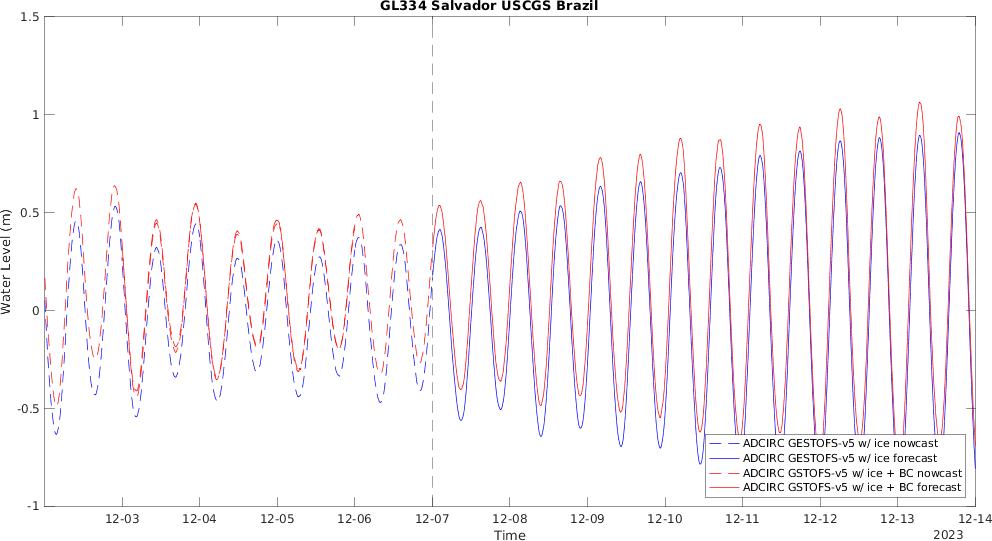 GL334 Salvador USCGS Brazil
1.5
1
0.5
0
-0.5
-1
Water Level (m)
ADCIRC GESTOFS-v5 w/ ice nowcast
ADCIRC GESTOFS-v5 w/ ice forecast
ADCIRC GSTOFS-v5 w/ ice + BC nowcast
ADCIRC GSTOFS-v5 w/ ice + BC forecast
12-03 12-04 12-05 12-06 12-07 12-08 12-09 12-10 12-11 12-12 12-13 12-14
Time
2023